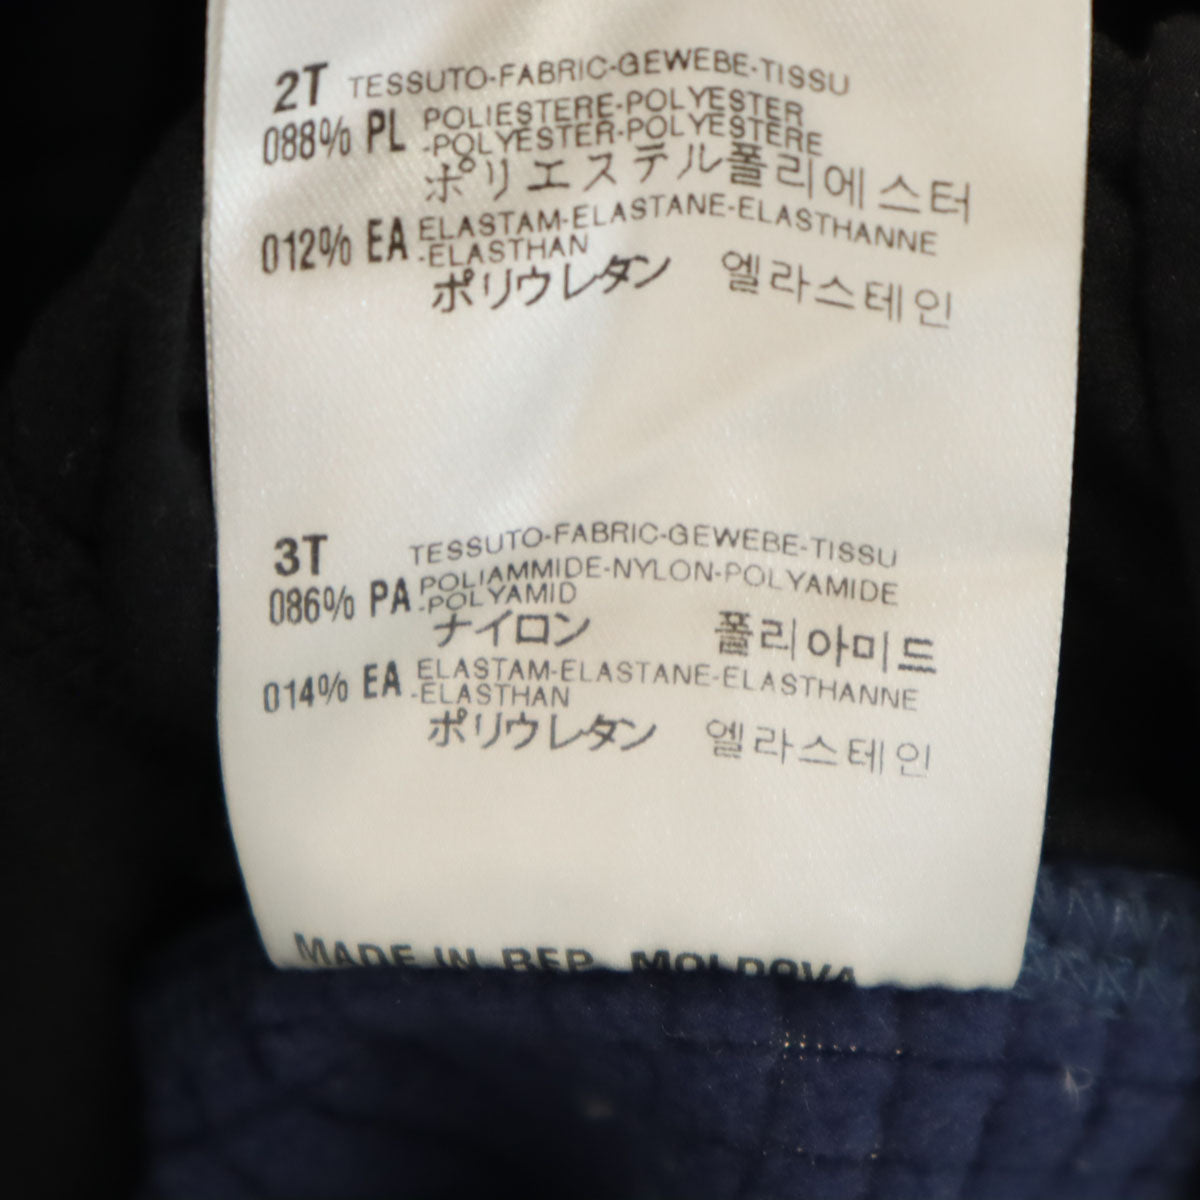 2T TESSUTO-FABRIC-GEWEBE-TISSU
088% PL POLIESTERE-POLYESTER
-POLYESTER-POLYESTERE
ポリエステル폴리에스터
012% EA ELASTAM-ELASTANE-ELASTHANNE
-ELASTHAN
ポリウレタン 엘라스테인
3T TESSUTO-FABRIC-GEWEBE-TISSU
086% PA POLIAMMIDE-NYLON-POLYAMIDE
-POLYAMID
ナイロン 폴리아미드
014% EA ELASTAM-ELASTANE-ELASTHANNE
-ELASTHAN
ポリウレタン 엘라스테인
MADE IN REP. MOLDOVA